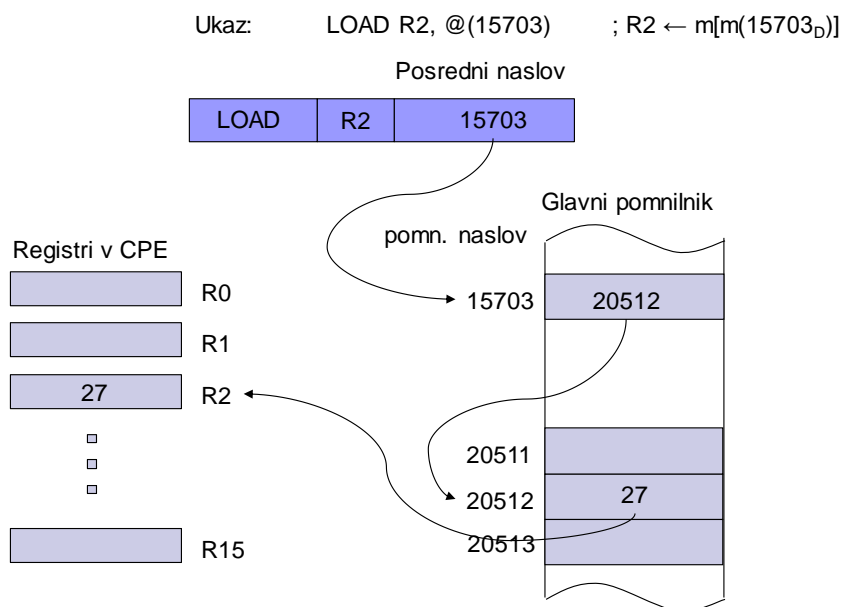 Ukaz: LOAD R2, @(15703) ; R2 ← m[m(15703D)]
Posredni naslov
LOAD R2 15703
Glavni pomnilnik
pomn. naslov
Registri v CPE
R0
15703 20512
R1
27 R2
20511
20512 27
20513
R15